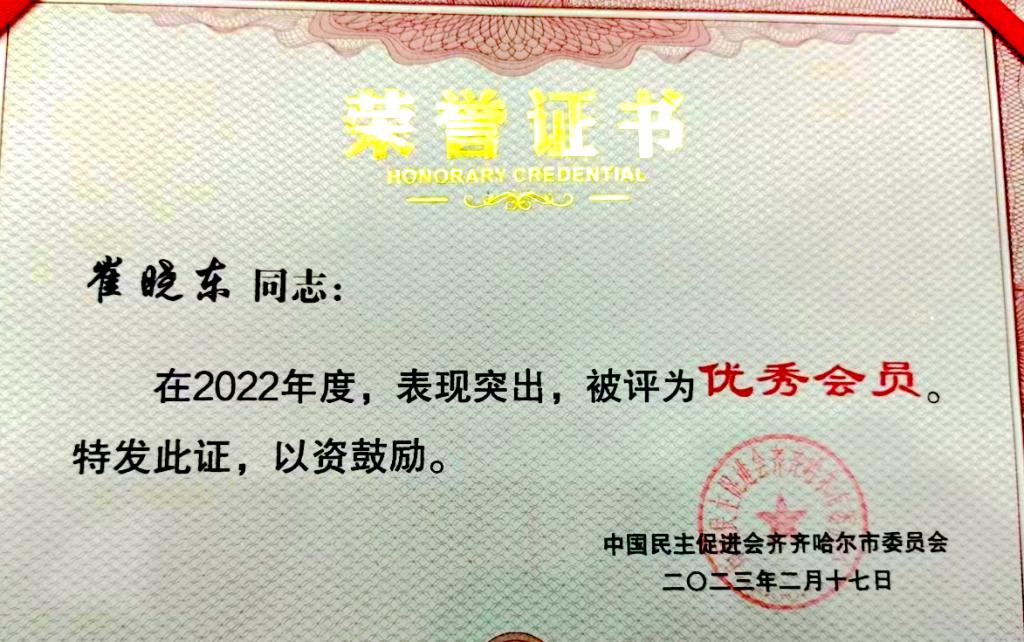 荣誉证书
HONORARY CREDENTIAL
崔晓东 同志：
在2022年度，表现突出，被评为优秀会员。
特发此证，以资鼓励。
中国民主促进会齐齐哈尔市委员会
二〇二三年二月十七日